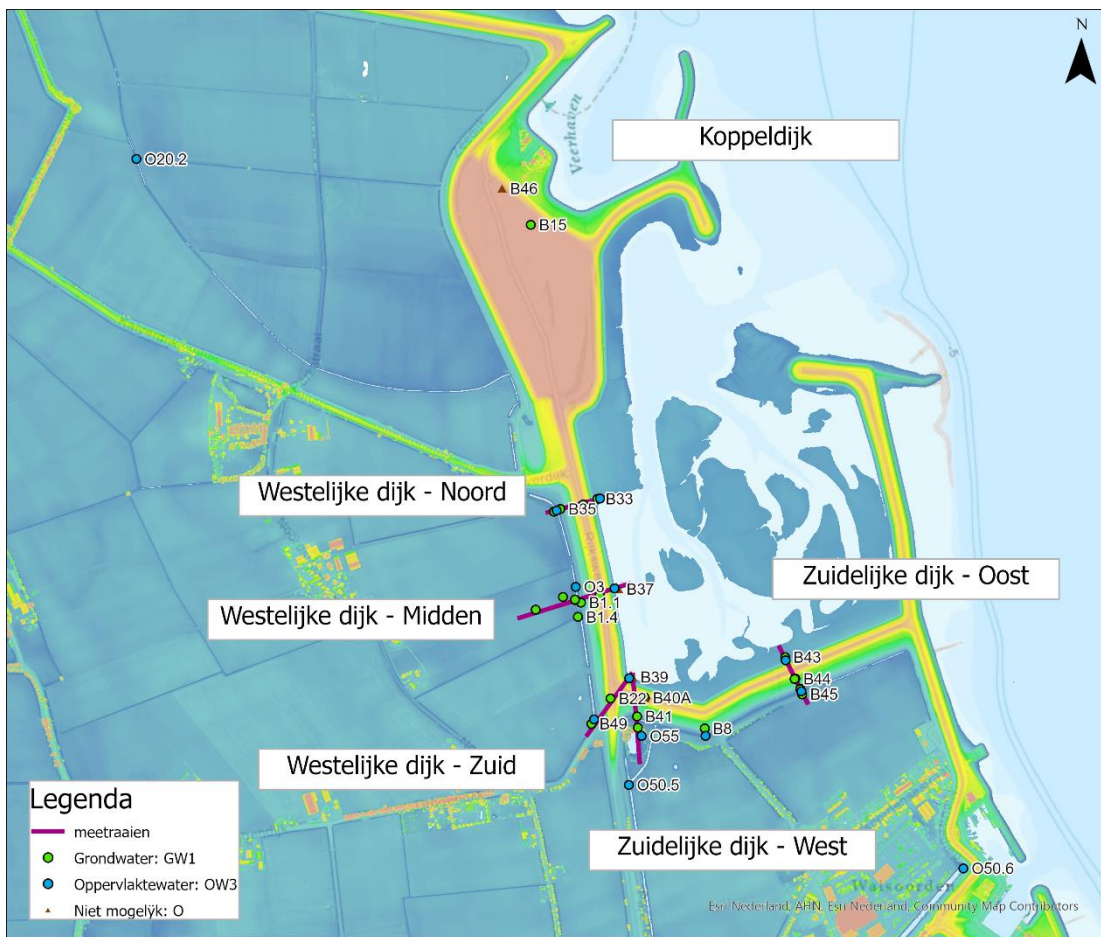 N
Koppeldijk
Veerhaven
O20.2
B46
B15
Westelijke dijk - Noord
B33
B35
Zuidelijke dijk - Oost
O3
B37
Westelijke dijk - Midden
B1.1
B1.4
B43
B39
B44
B22
B40A
B45
B41
B49
B8
O55
Westelijke dijk - Zuid
O50.5
Legenda
meetraaien
Zuidelijke dijk - West
Grondwater: GW1
O50.6
Oppervlaktewater: OW3
Walsoorden
Niet mogelijk: O
Esri Nederland, AHN, Esri Nederland, Community Map Contributors